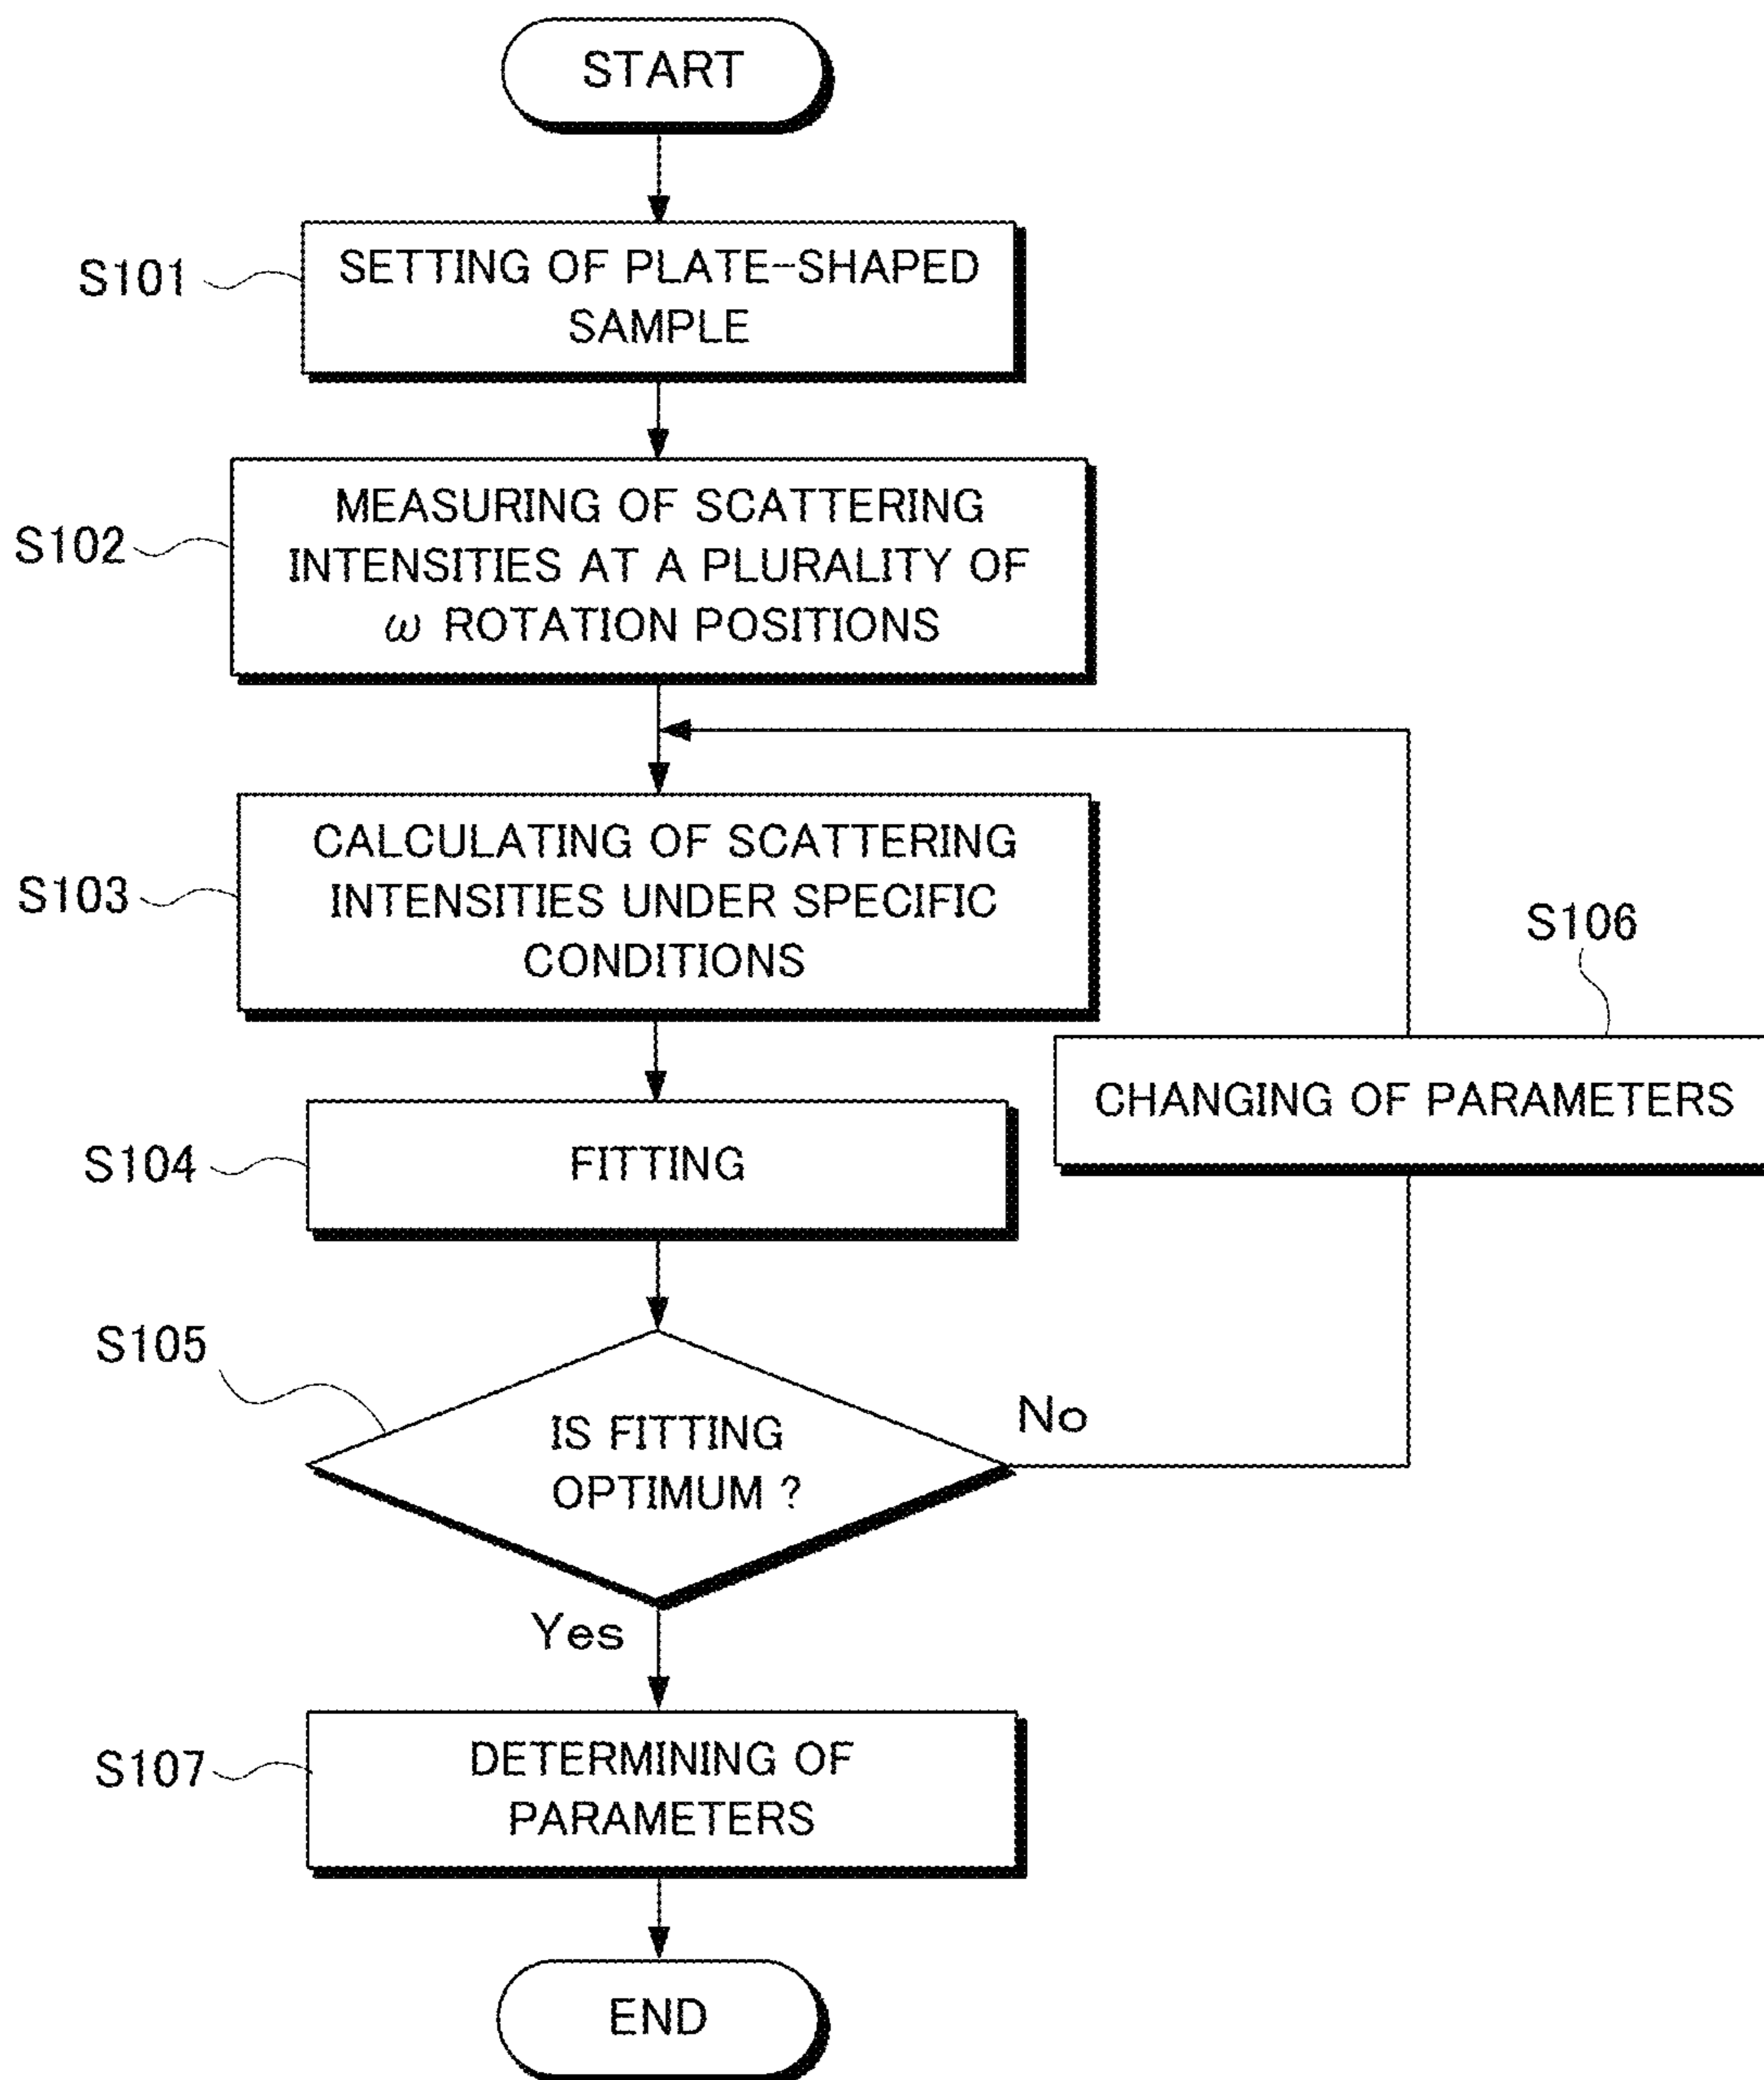 START
S101
SETTING OF PLATE-SHAPED
SAMPLE
S102
MEASURING OF SCATTERING
INTENSITIES AT A PLURALITY OF
ω ROTATION POSITIONS
S103
CALCULATING OF SCATTERING
INTENSITIES UNDER SPECIFIC
CONDITIONS
S106
CHANGING OF PARAMETERS
S104
FITTING
S105
IS FITTING
OPTIMUM ?
No
Yes
S107
DETERMINING OF
PARAMETERS
END